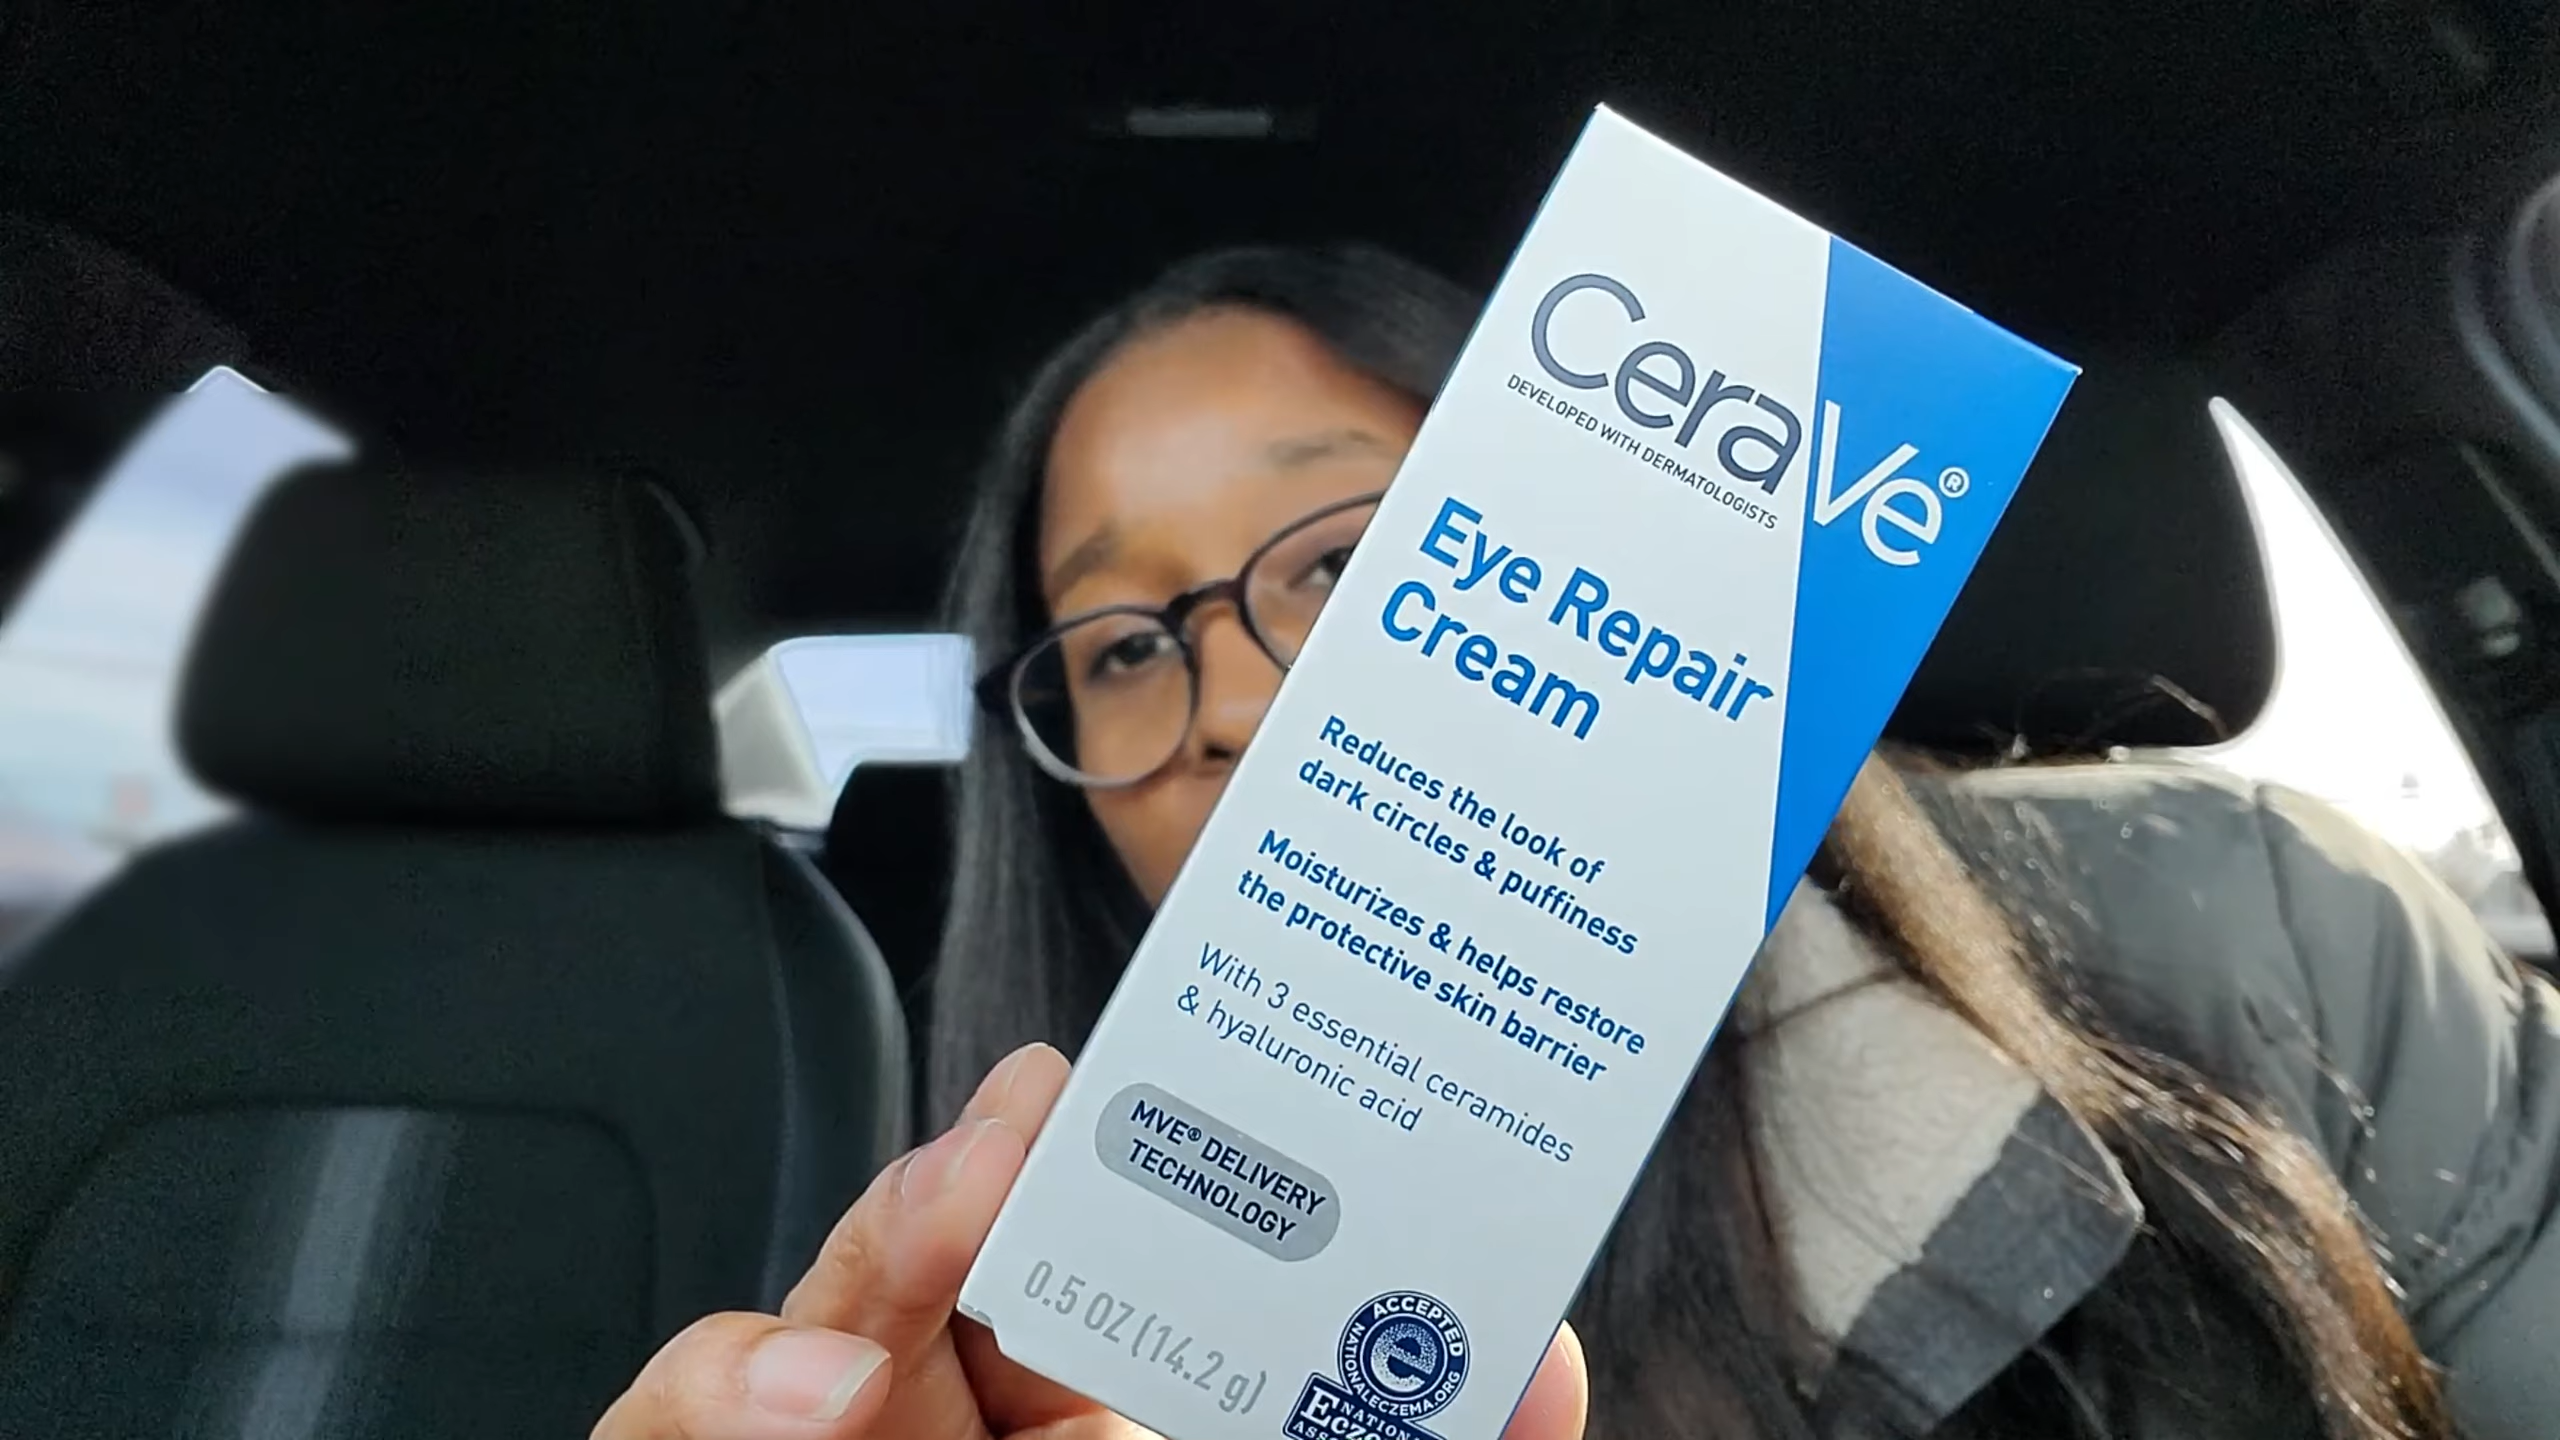 CeraVe®
DEVELOPED WITH DERMATOLOGISTS
Eye Repair
Cream
Reduces the look of
dark circles & puffiness
Moisturizes & helps restore
the protective skin barrier
With 3 essential ceramides
& hyaluronic acid
MVE® DELIVERY
TECHNOLOGY
0.5 OZ (14.2 g)
ACCEPTED
NATIONALECZEMA.ORG
e